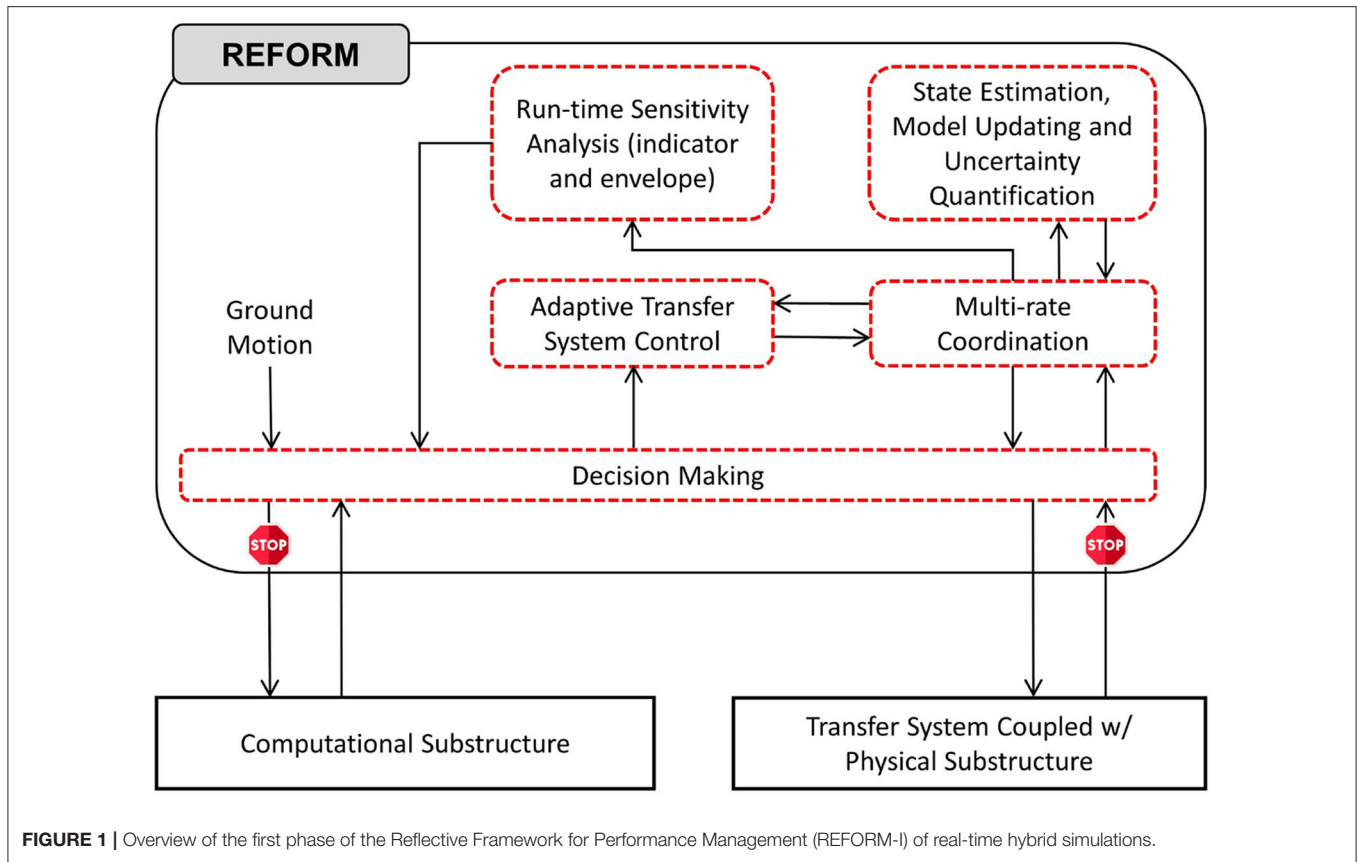 REFORM
Run-time Sensitivity
Analysis (indicator
and envelope)
State Estimation,
Model Updating and
Uncertainty
Quantification
Ground
Motion
Adaptive Transfer
System Control
Multi-rate
Coordination
Decision Making
STOP
STOP
Computational Substructure
Transfer System Coupled w/
Physical Substructure
FIGURE 1 | Overview of the first phase of the Reflective Framework for Performance Management (REFORM-I) of real-time hybrid simulations.